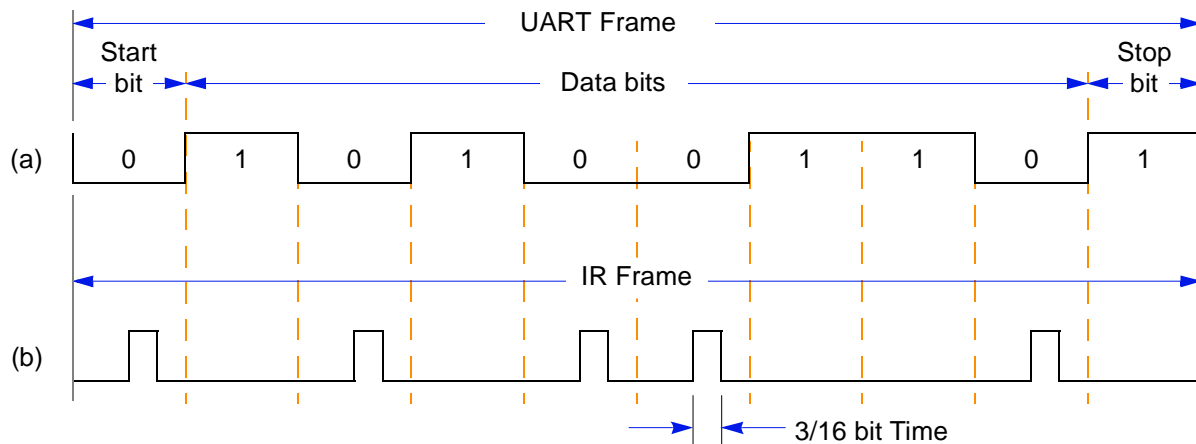 UART Frame
Start bit
Data bits
Stop bit
(a) 0 1 0 1 0 0 1 1 0 1
IR Frame
(b)
3/16 bit Time